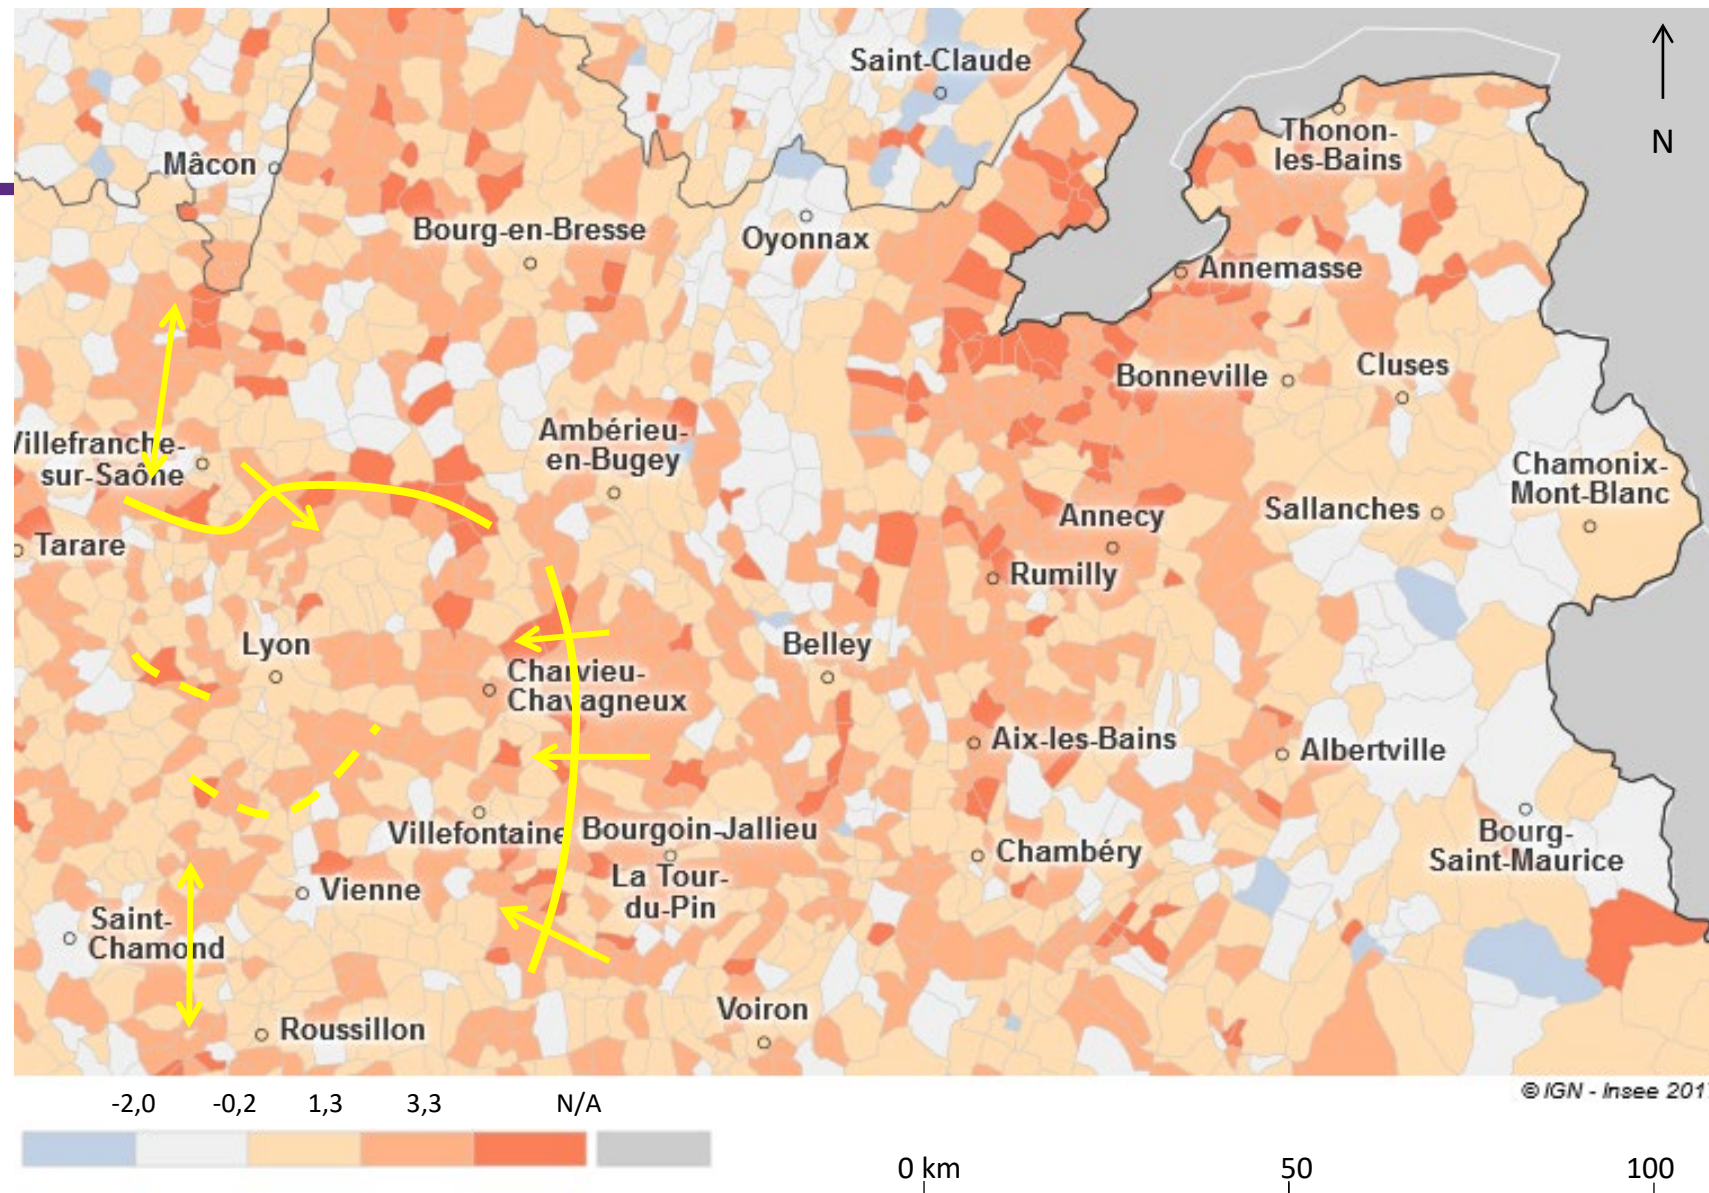 Saint-Claude
N
Thonon-
les-Bains
Mâcon
Bourg-en-Bresse
Oyonnax
Annemasse
Bonneville
Cluses
Villefranche-
sur-Saône
Ambérieu-
en-Bugey
Chamonix-
Mont-Blanc
Sallanches
Annecy
Tarare
Rumilly
Lyon
Belley
Charvieu-
Chavagneux
Aix-les-Bains
Albertville
Villefontaine
Bourgoin-Jallieu
Bourg-
Saint-Maurice
Chambéry
La Tour-
du-Pin
Vienne
Saint-
Chamond
Voiron
Roussillon
© IGN - Insee 201
-2,0 -0,2 1,3 3,3 N/A
0 km 50 100